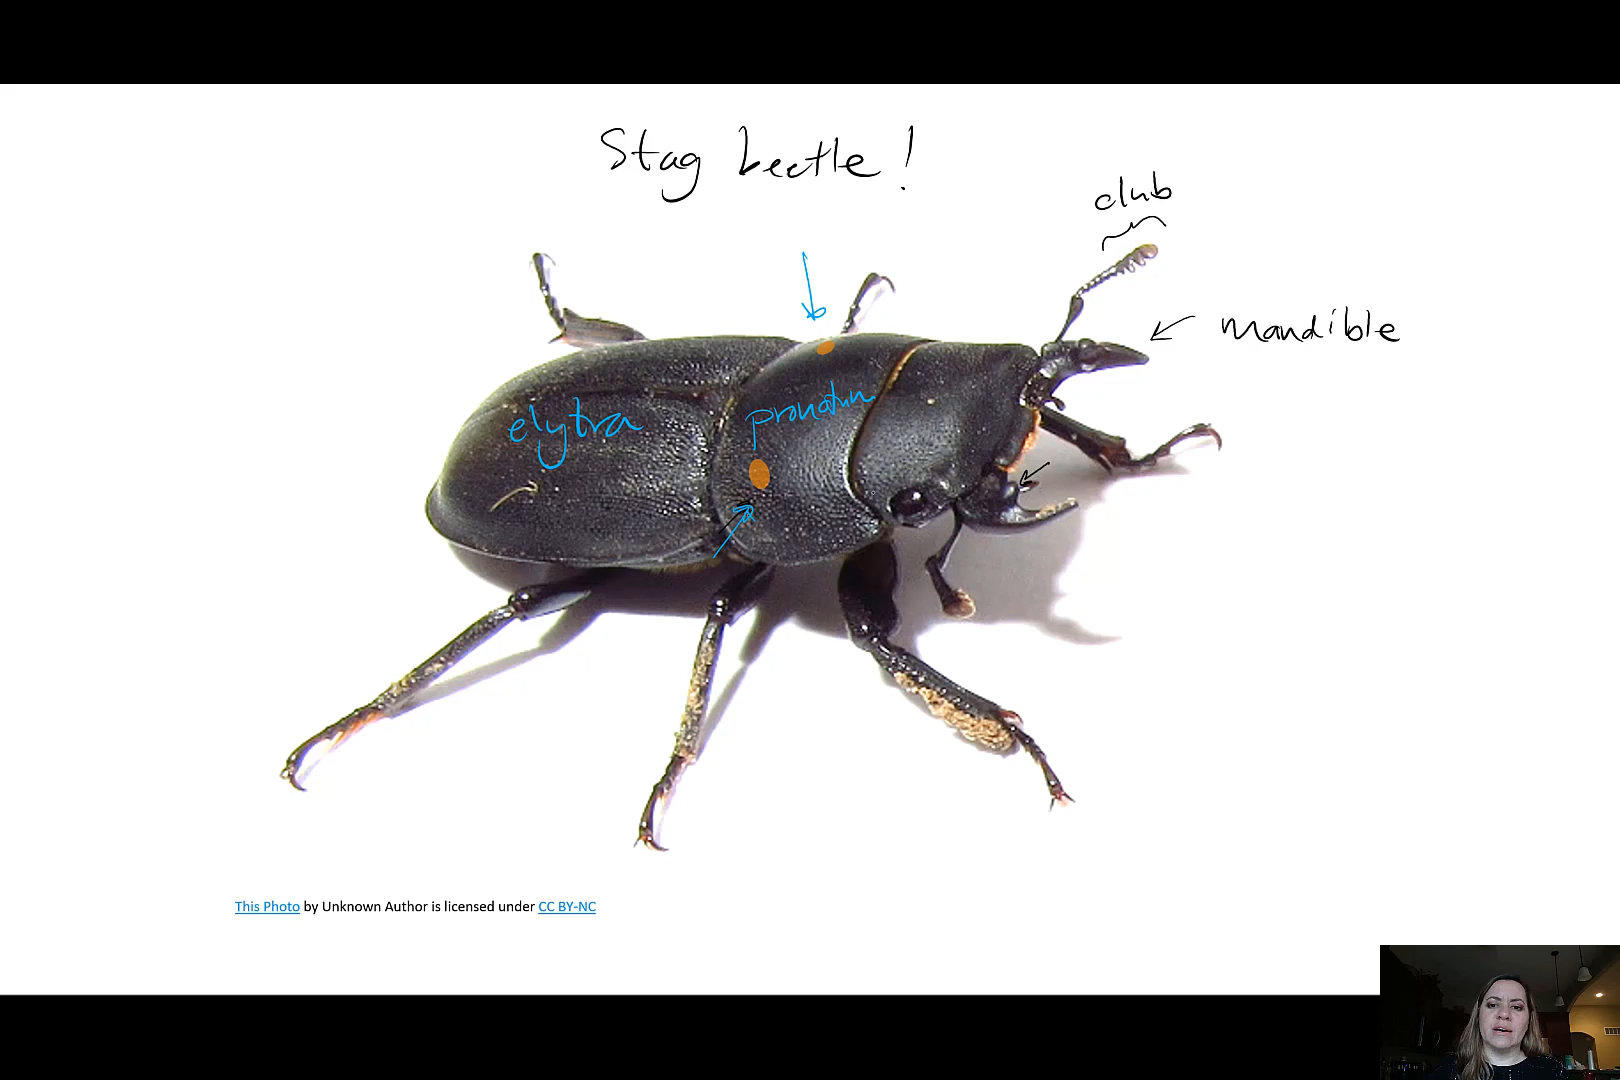 Stag beetle!
club
mandible
elytra
pronotum
This Photo by Unknown Author is licensed under CC BY-NC